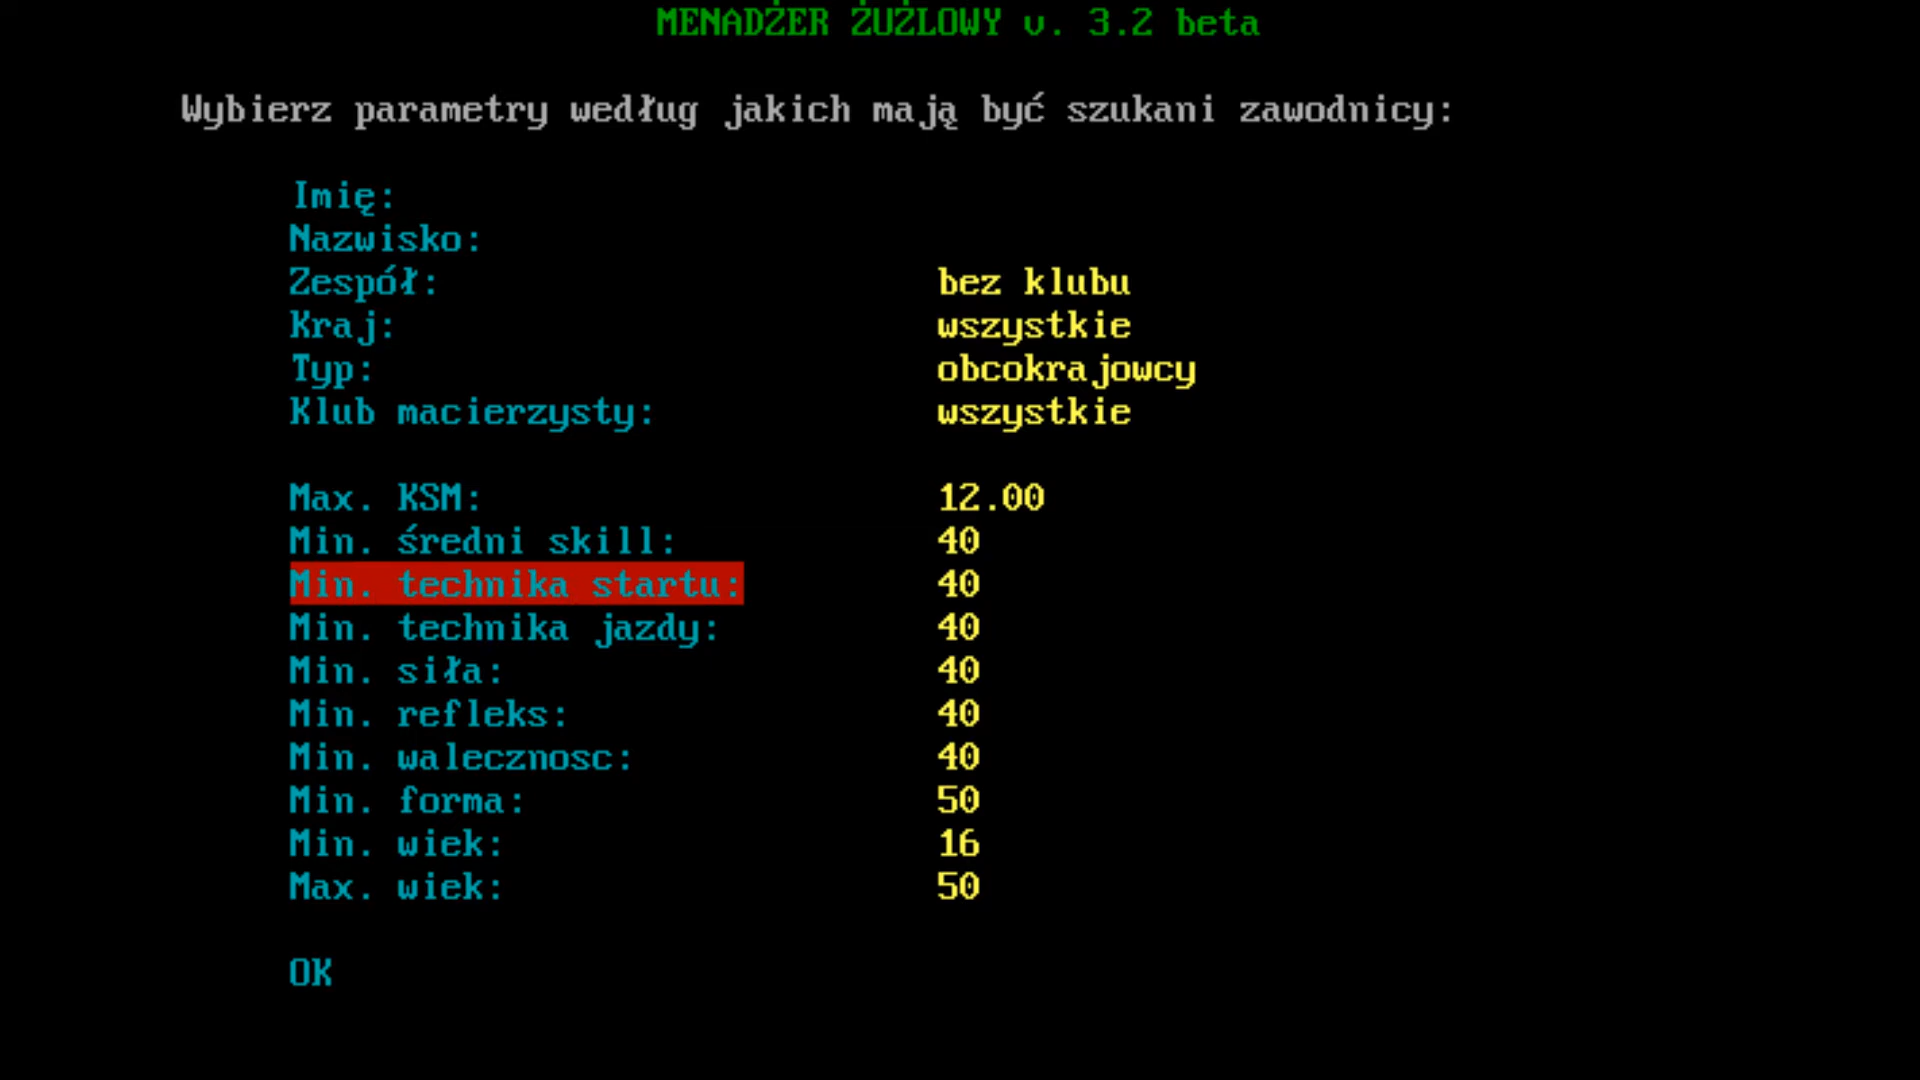 MENADŻER ŻUŻLOWY v. 3.2 beta
Wybierz parametry według jakich mają być szukani zawodnicy:
Imię:
Nazwisko:
Zespół: bez klubu
Kraj: wszystkie
Typ: obcokrajowcy
Klub macierzysty: wszystkie
Max. KSM: 12.00
Min. średni skill: 40
Min. technika startu: 40
Min. technika jazdy: 40
Min. siła: 40
Min. refleks: 40
Min. walecznosc: 40
Min. forma: 50
Min. wiek: 16
Max. wiek: 50
OK